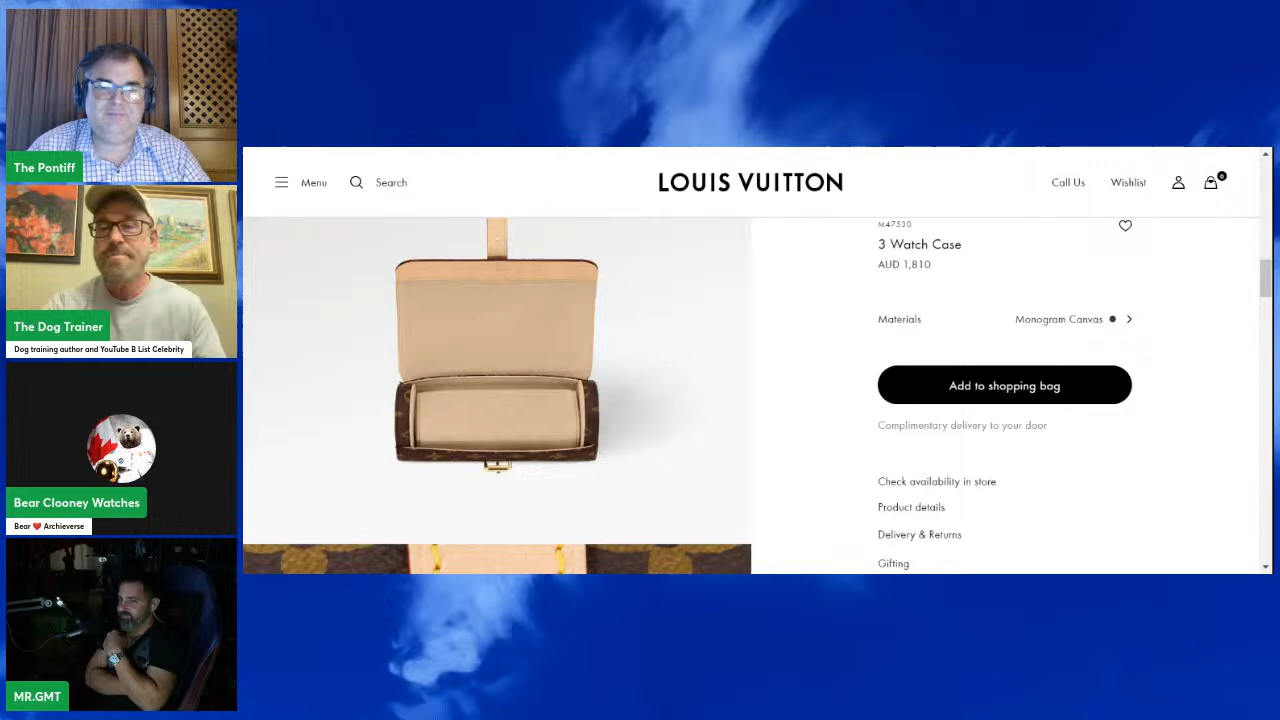 The Pontiff
The Dog Trainer
Dog training author and YouTube B List Celebrity
Bear Clooney Watches
Bear ❤️ Archieverse
MR.GMT
Menu
Search
LOUIS VUITTON
Call Us
Wishlist
0
M47530
3 Watch Case
AUD 1,810
Materials
Monogram Canvas
Add to shopping bag
Complimentary delivery to your door
Check availability in store
Product details
Delivery & Returns
Gifting